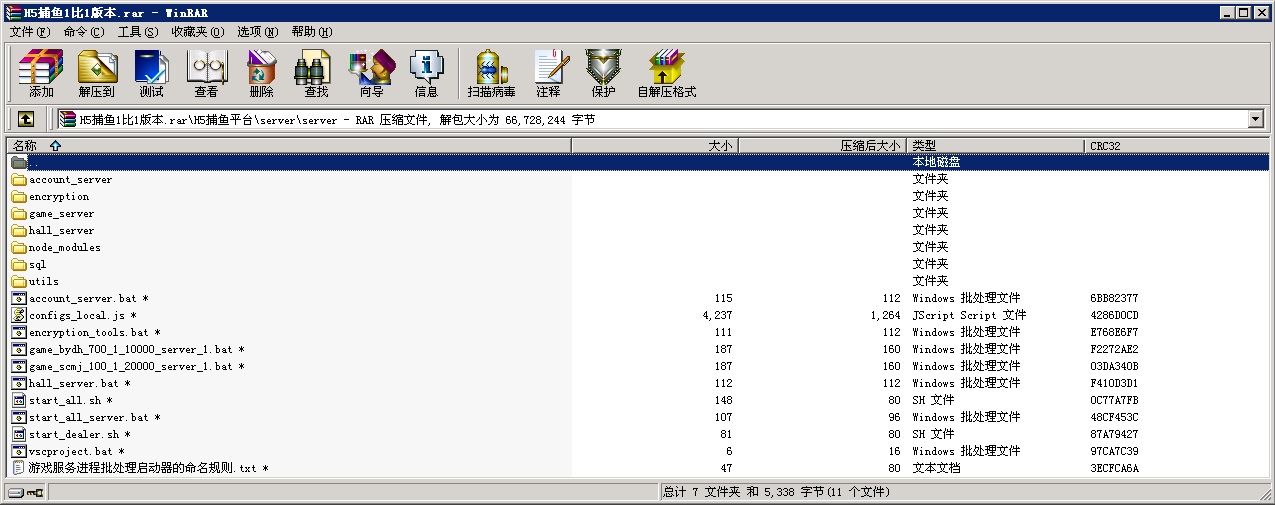 H5捕鱼1比1版本.rar - WinRAR
文件(F) 命令(C) 工具(S) 收藏夹(O) 选项(N) 帮助(H)
添加 解压到 测试 查看 删除 查找 向导 信息 扫描病毒 注释 保护 自解压格式
H5捕鱼1比1版本.rar\H5捕鱼平台\server\server - RAR 压缩文件, 解包大小为 66,728,244 字节
名称 大小 压缩后大小 类型 CRC32
.. 本地磁盘
account_server 文件夹
encryption 文件夹
game_server 文件夹
hall_server 文件夹
node_modules 文件夹
sql 文件夹
utils 文件夹
account_server.bat * 115 112 Windows 批处理文件 6BB82377
configs_local.js * 4,237 1,264 JScript Script 文件 4286D0CD
encryption_tools.bat * 111 112 Windows 批处理文件 E768E6F7
game_bydh_700_1_10000_server_1.bat * 187 160 Windows 批处理文件 F2272AE2
game_scmj_100_1_20000_server_1.bat * 187 160 Windows 批处理文件 03DA340B
hall_server.bat * 112 112 Windows 批处理文件 F410D3D1
start_all.sh * 148 80 SH 文件 0C77A7FB
start_all_server.bat * 107 96 Windows 批处理文件 48CF453C
start_dealer.sh * 81 80 SH 文件 87A79427
vscproject.bat * 6 16 Windows 批处理文件 97CA7C39
游戏服务进程批处理启动器的命名规则.txt * 47 80 文本文档 3ECFCA6A
总计 7 文件夹 和 5,338 字节(11 个文件)